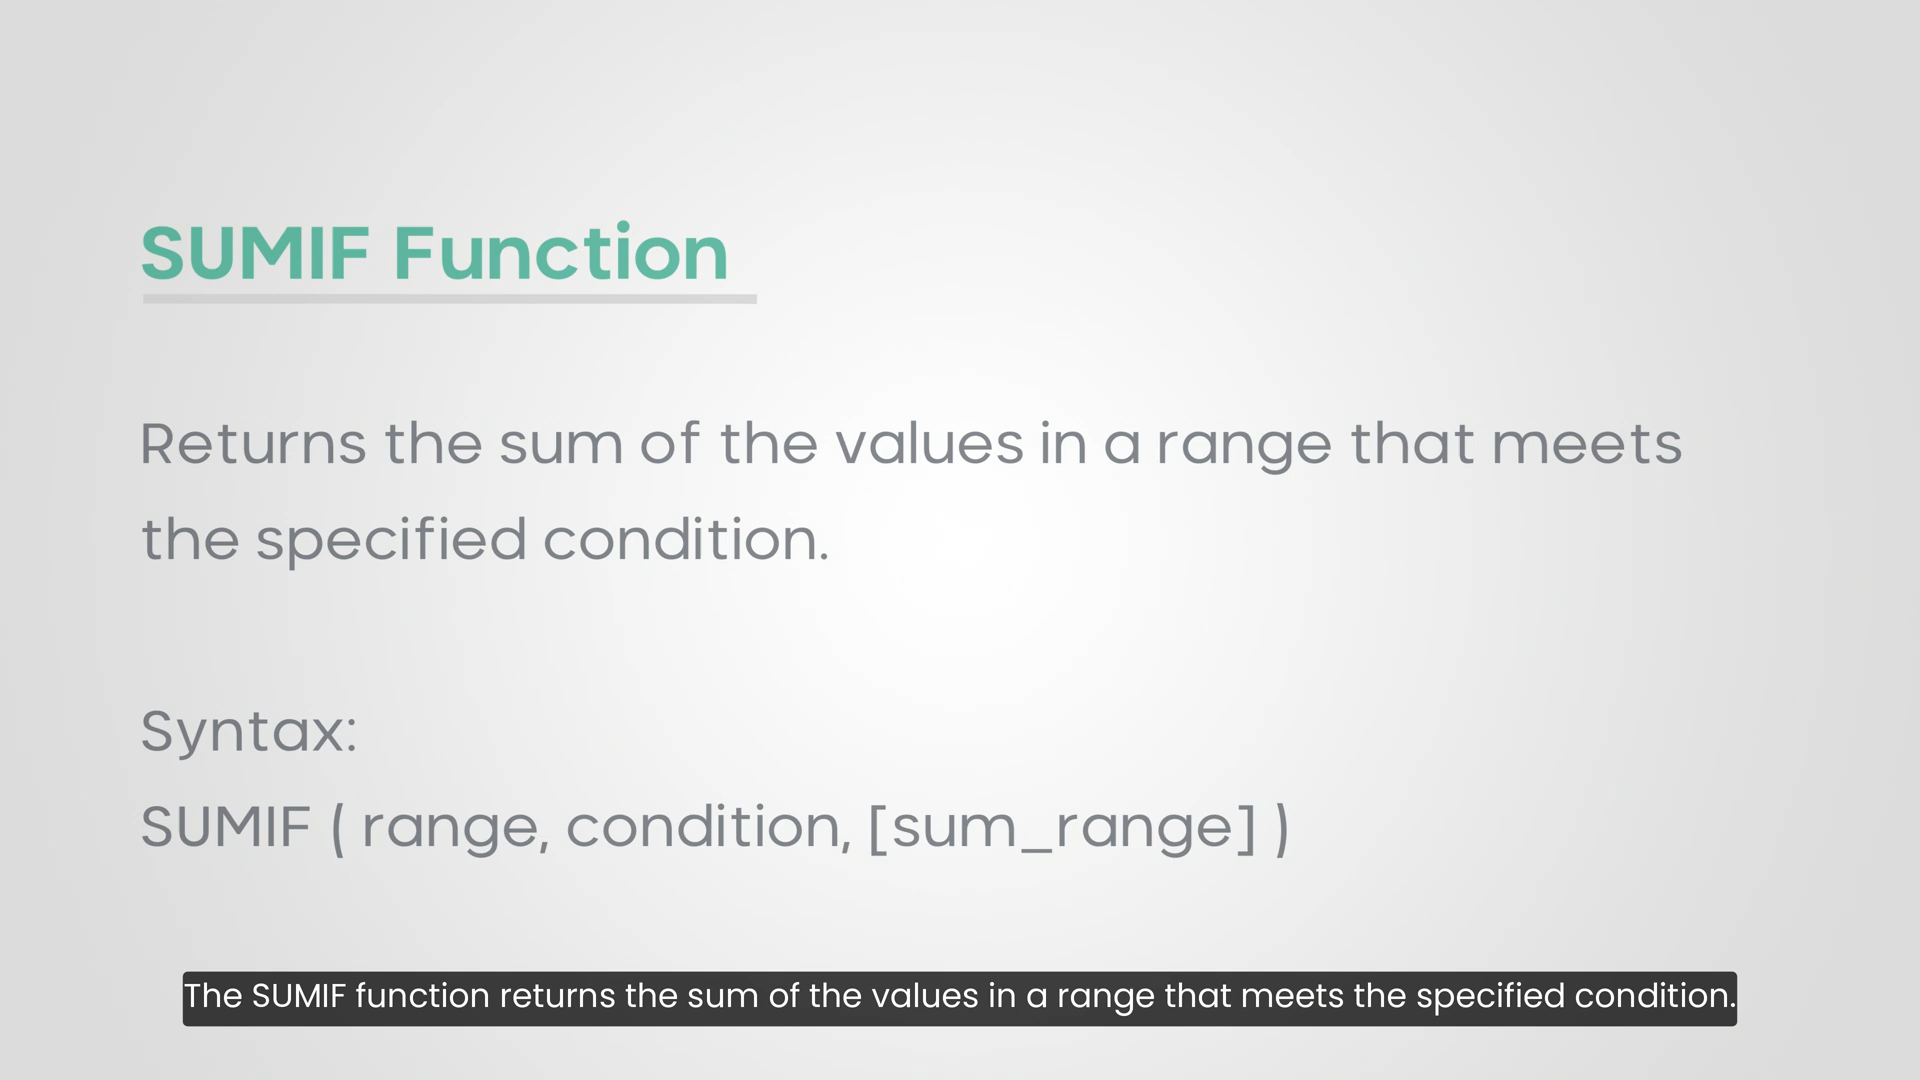 SUMIF Function
Returns the sum of the values in a range that meets
the specified condition.
Syntax:
SUMIF ( range, condition, [sum_range] )
The SUMIF function returns the sum of the values in a range that meets the specified condition.